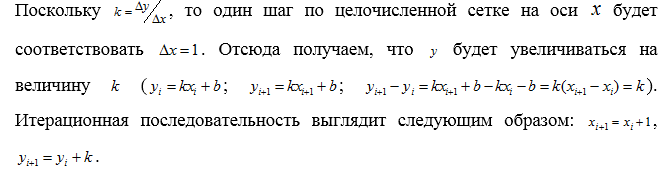 Поскольку k = Δy/Δx, то один шаг по целочисленной сетке на оси x будет
соответствовать Δx = 1. Отсюда получаем, что y будет увеличиваться на
величину k (yᵢ = kxᵢ + b; yᵢ₊₁ = kxᵢ₊₁ + b; yᵢ₊₁ − yᵢ = kxᵢ₊₁ + b − kxᵢ − b = k(xᵢ₊₁ − xᵢ) = k).
Итерационная последовательность выглядит следующим образом: xᵢ₊₁ = xᵢ + 1,
yᵢ₊₁ = yᵢ + k.